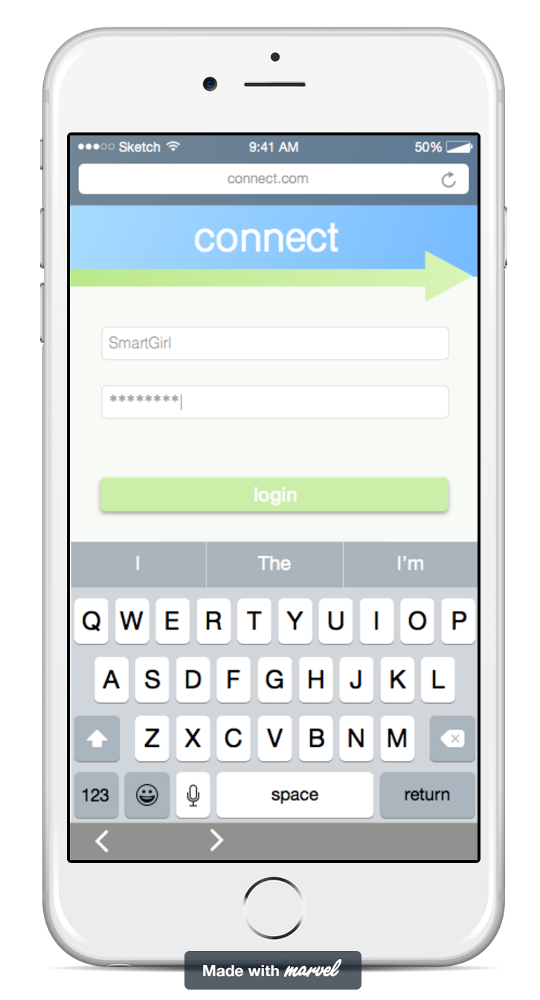 ●●●○○ Sketch 9:41 AM 50%
connect.com
connect
SmartGirl
********
login
I The I'm
Q W E R T Y U I O P
A S D F G H J K L
Z X C V B N M
123 space return
Made with marvel